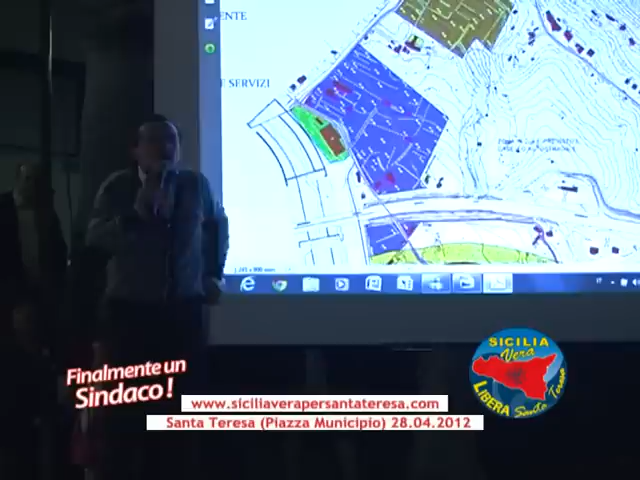 ENTE
E SERVIZI
Finalmente un
Sindaco!
www.siciliaverapersantateresa.com
Santa Teresa (Piazza Municipio) 28.04.2012
SICILIA
Vera
LIBERA
Santa Teresa